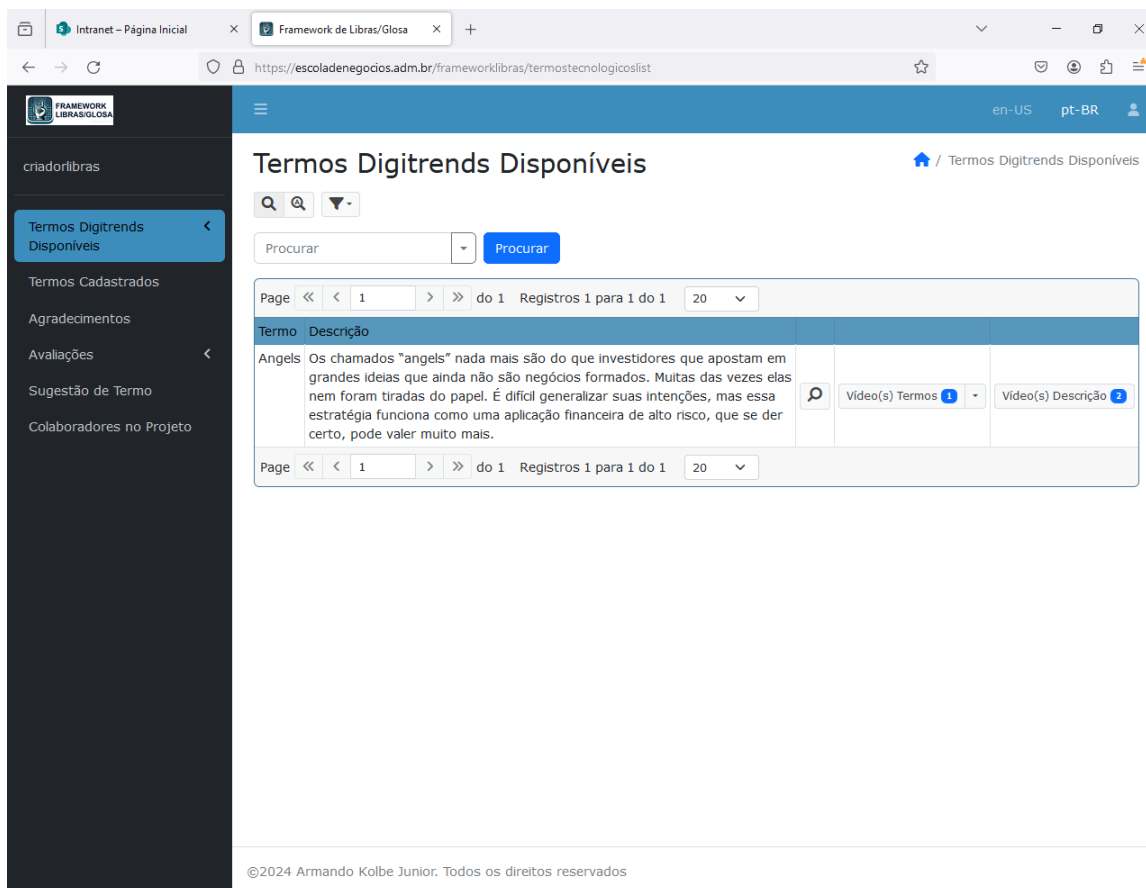 Intranet – Página Inicial
Framework de Libras/Glosa
https://escoladenegocios.adm.br/frameworklibras/termostecnologicoslist
FRAMEWORK
LIBRAS/GLOSA
en-US pt-BR
criadorlibras
Termos Digitrends
Disponíveis
Termos Cadastrados
Agradecimentos
Avaliações
Sugestão de Termo
Colaboradores no Projeto
Termos Digitrends Disponíveis
/ Termos Digitrends Disponíveis
Procurar Procurar
Page 1 do 1 Registros 1 para 1 do 1 20
Termo Descrição
Angels Os chamados “angels” nada mais são do que investidores que apostam em
grandes ideias que ainda não são negócios formados. Muitas das vezes elas
nem foram tiradas do papel. É difícil generalizar suas intenções, mas essa
estratégia funciona como uma aplicação financeira de alto risco, que se der
certo, pode valer muito mais.
Vídeo(s) Termos 1 Vídeo(s) Descrição 2
Page 1 do 1 Registros 1 para 1 do 1 20
©2024 Armando Kolbe Junior. Todos os direitos reservados